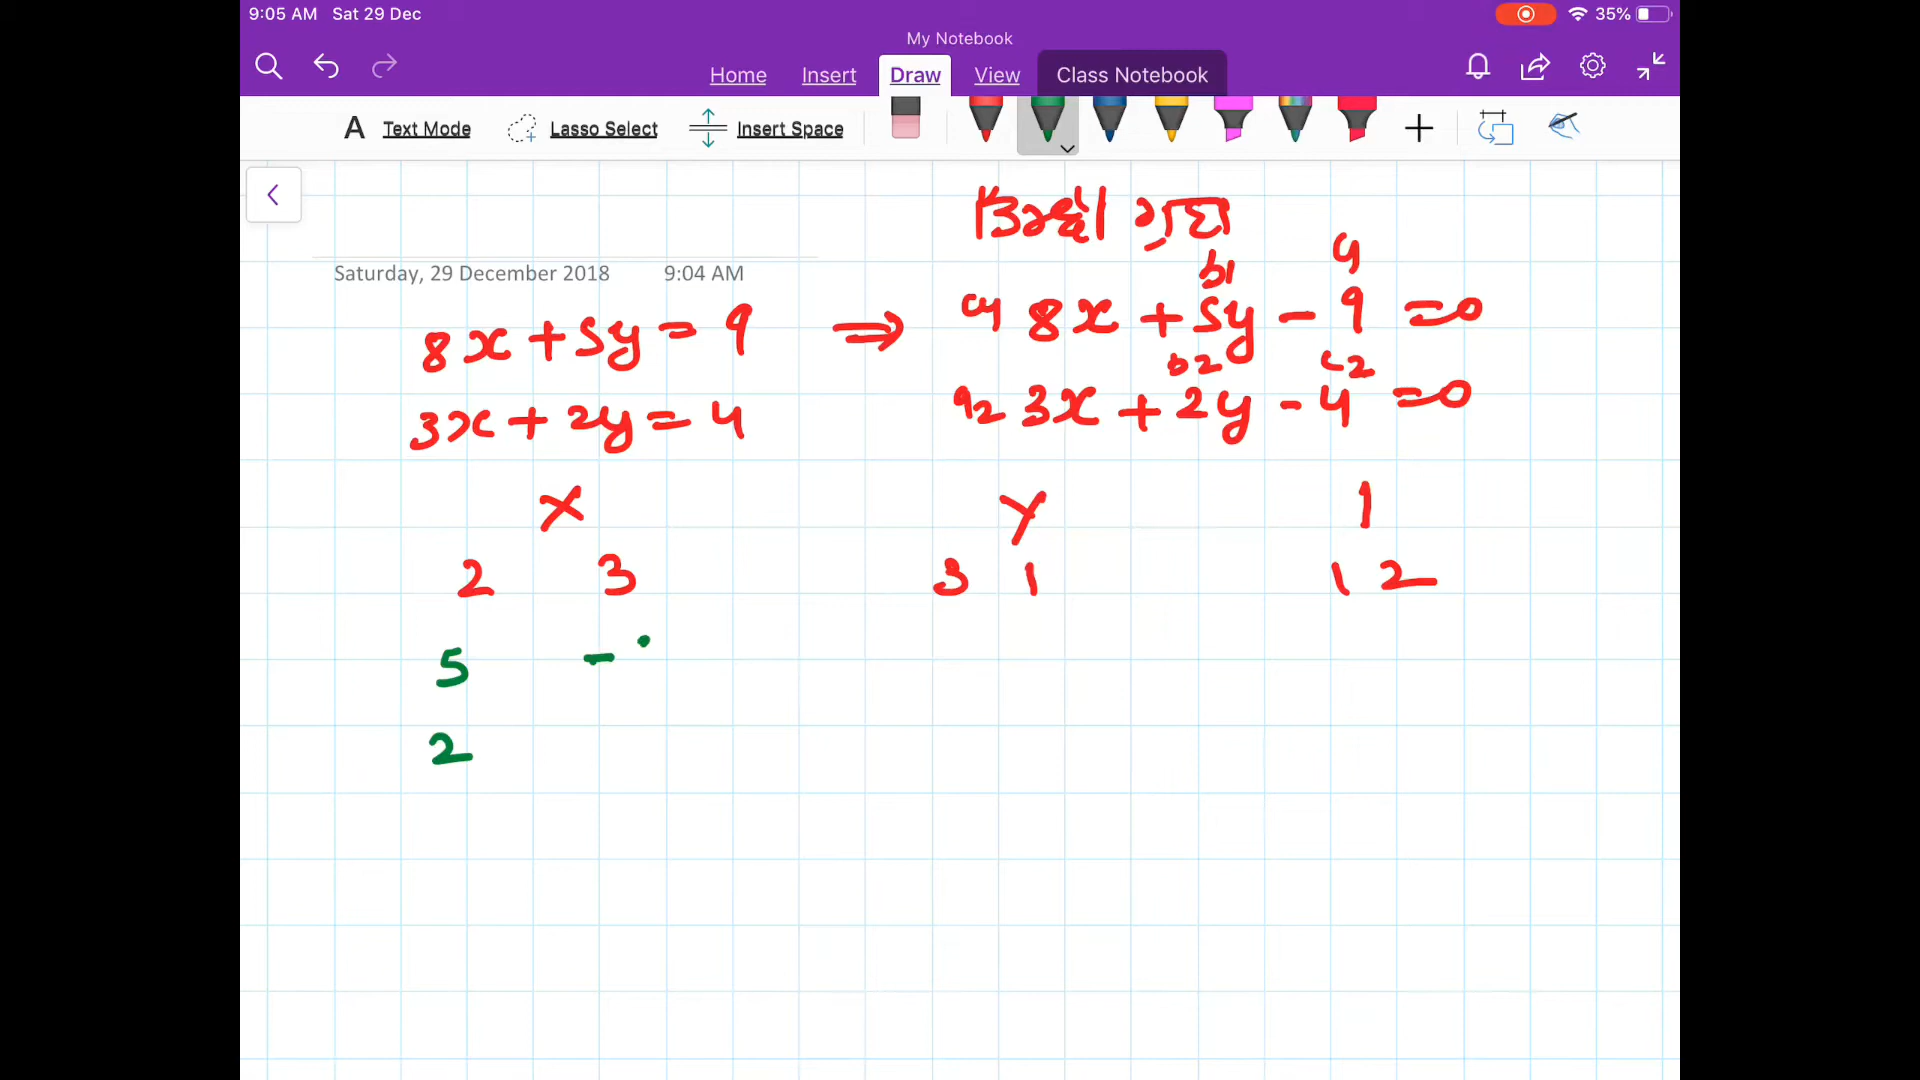 9:05 AM Sat 29 Dec 35%
My Notebook
Home Insert Draw View Class Notebook
A Text Mode Lasso Select Insert Space
Saturday, 29 December 2018 9:04 AM
b1 c1
8x + 5y = 9 ⇒ a1 8x + 5y - 9 = 0
b2 c2
3x + 2y = 4 a2 3x + 2y - 4 = 0
x y 1
2 3 3 1 1 2
5 -
2